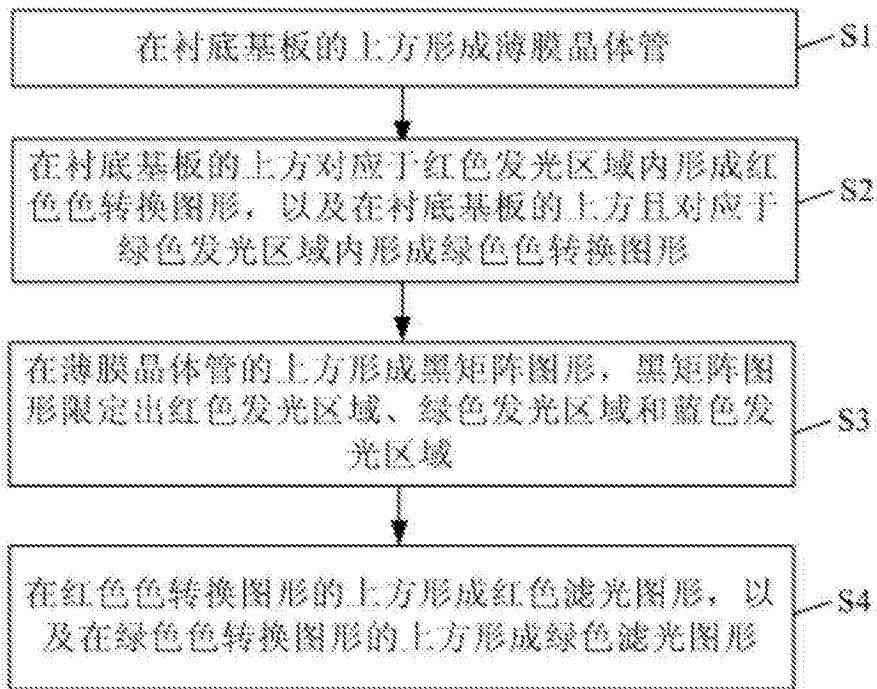 在衬底基板的上方形成薄膜晶体管
S1
在衬底基板的上方对应于红色发光区域内形成红
色色转换图形，以及在衬底基板的上方且对应于
绿色发光区域内形成绿色色转换图形
S2
在薄膜晶体管的上方形成黑矩阵图形，黑矩阵图
形限定出红色发光区域、绿色发光区域和蓝色发
光区域
S3
在红色色转换图形的上方形成红色滤光图形，以
及在绿色色转换图形的上方形成绿色滤光图形
S4